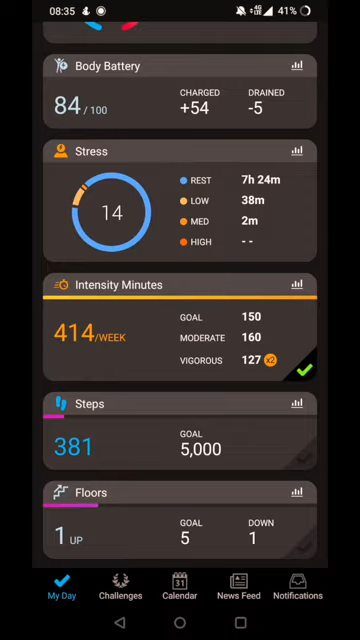 08:35 4G LTE 41%
Body Battery
CHARGED DRAINED
84 / 100 +54 -5
Stress
14
REST 7h 24m
LOW 38m
MED 2m
HIGH - -
Intensity Minutes
GOAL 150
414/WEEK MODERATE 160
VIGOROUS 127 x2
Steps
GOAL
381 5,000
Floors
GOAL DOWN
1 UP 5 1
31
My Day Challenges Calendar News Feed Notifications